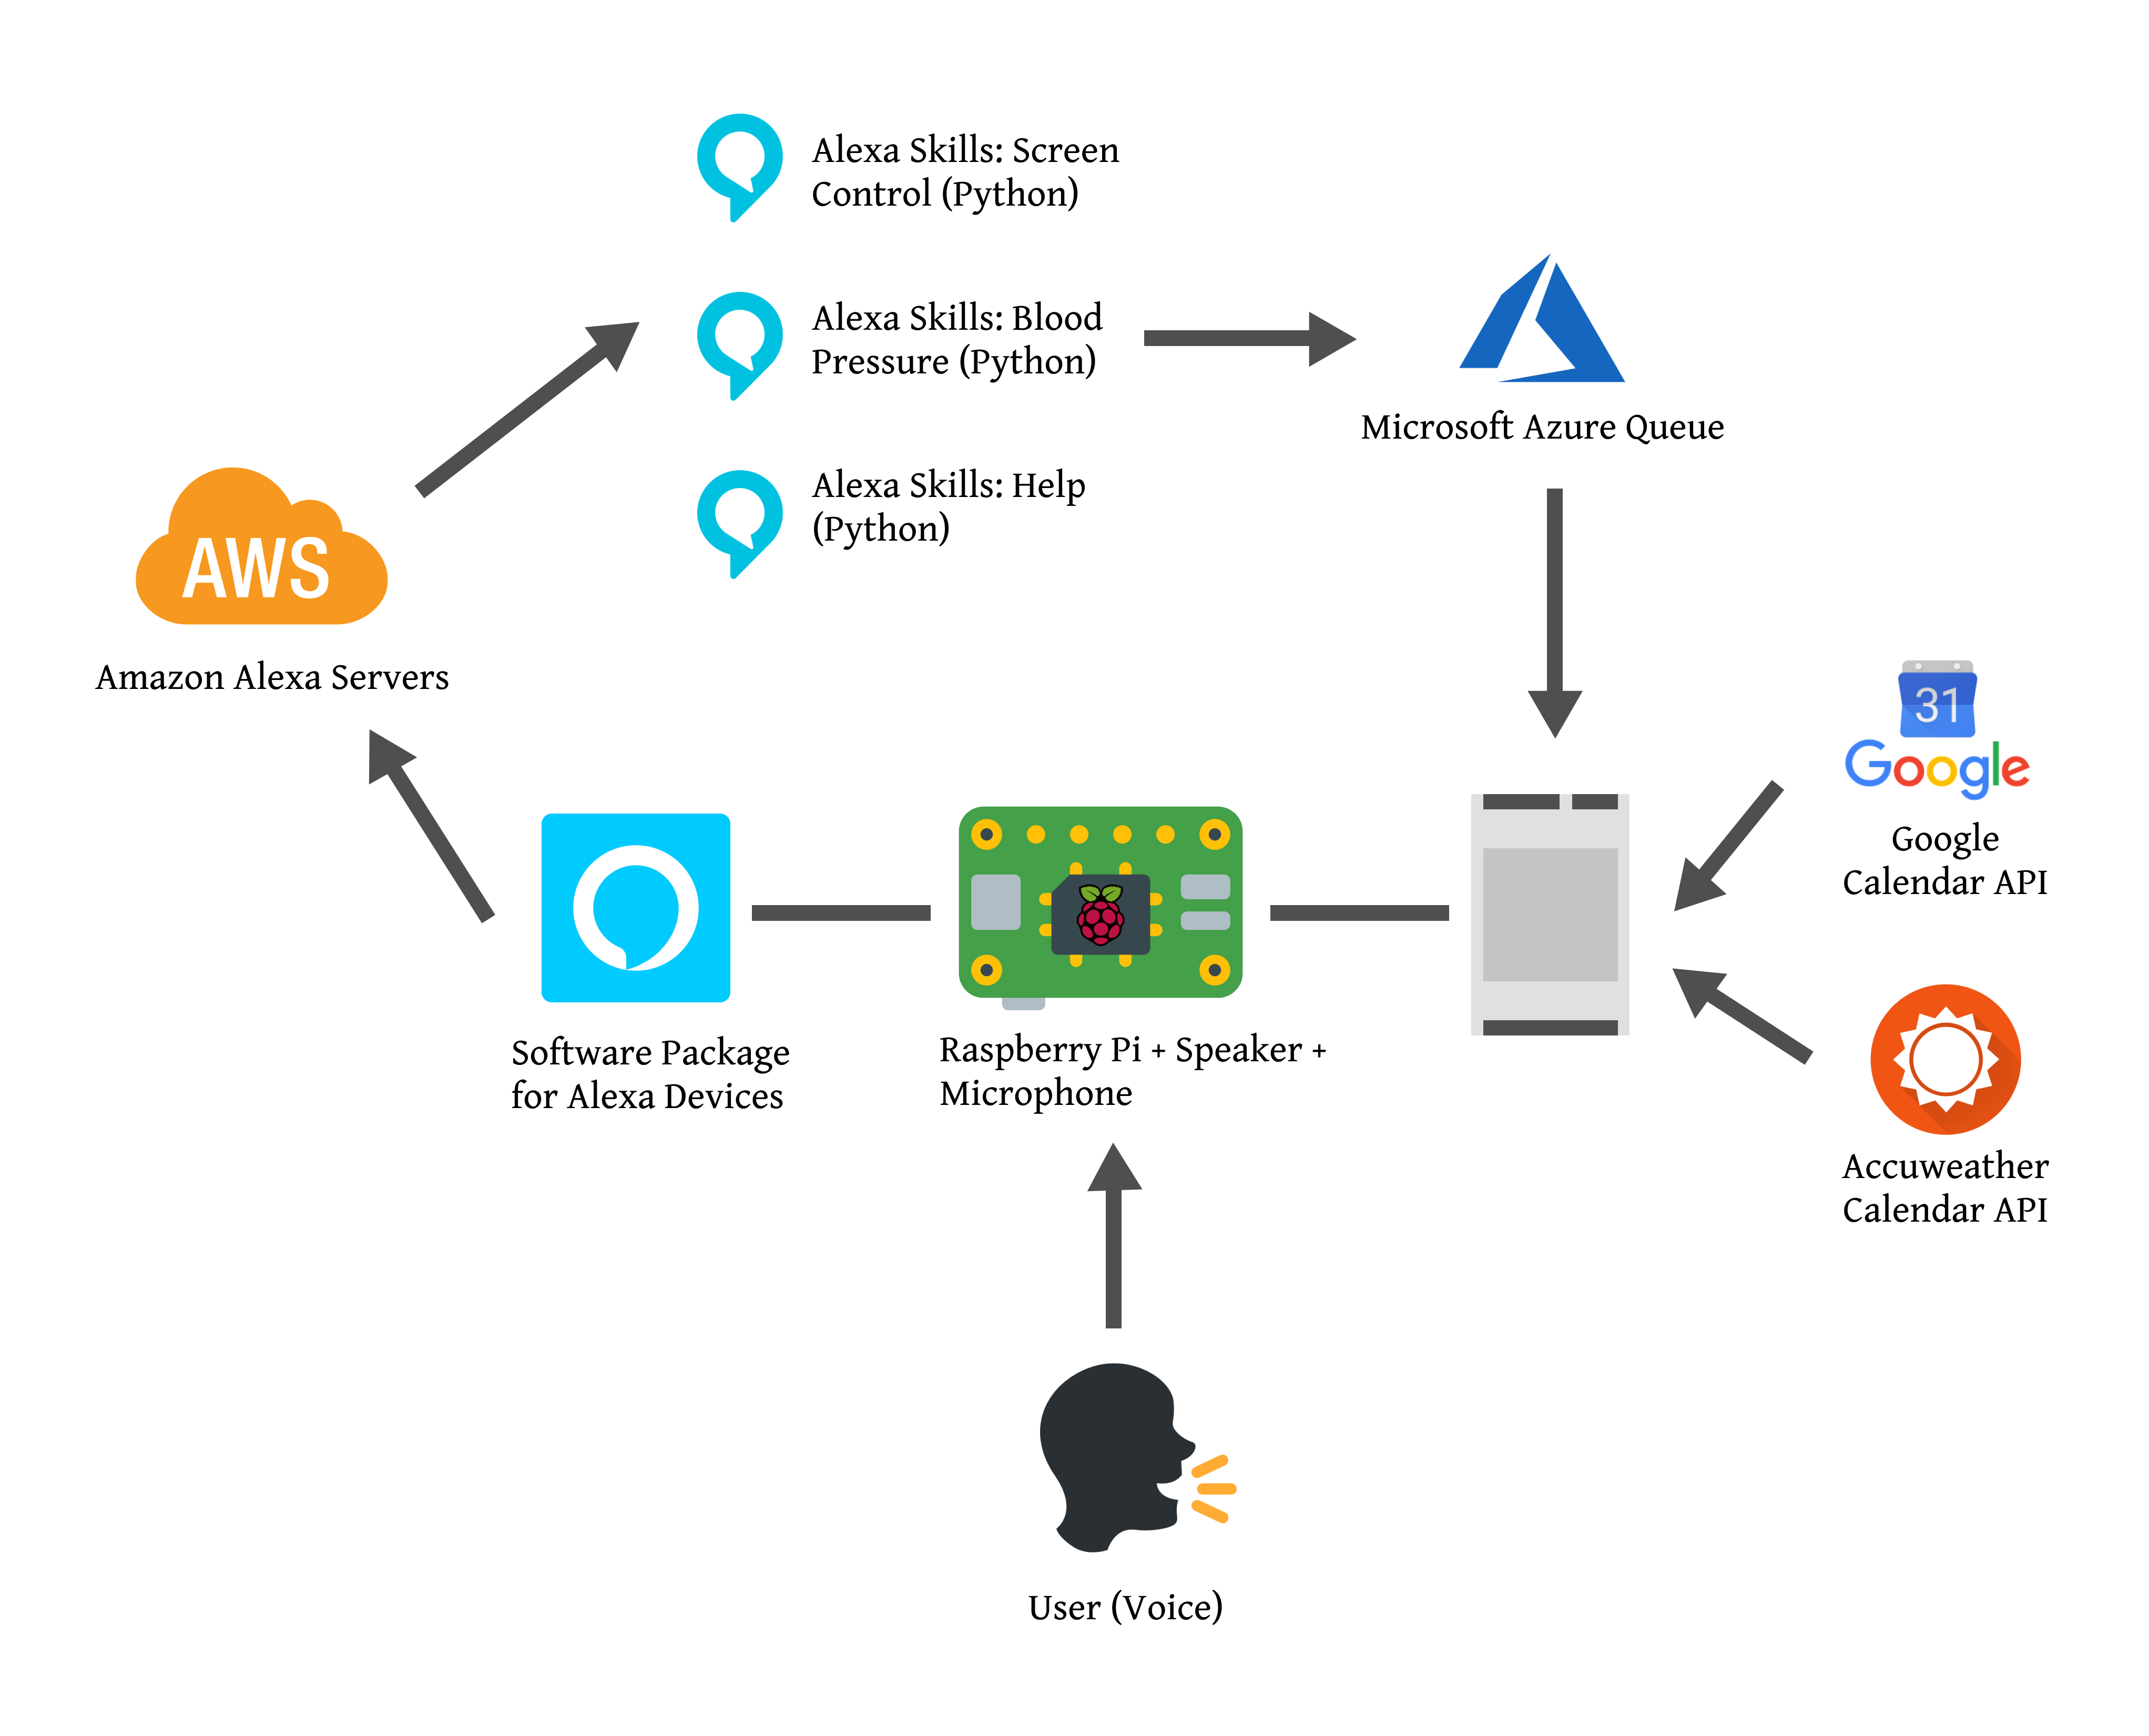 Alexa Skills: Screen
Control (Python)
Alexa Skills: Blood
Pressure (Python)
Microsoft Azure Queue
Alexa Skills: Help
(Python)
AWS
Amazon Alexa Servers
31
Google
Google
Calendar API
Software Package
for Alexa Devices
Raspberry Pi + Speaker +
Microphone
Accuweather
Calendar API
User (Voice)